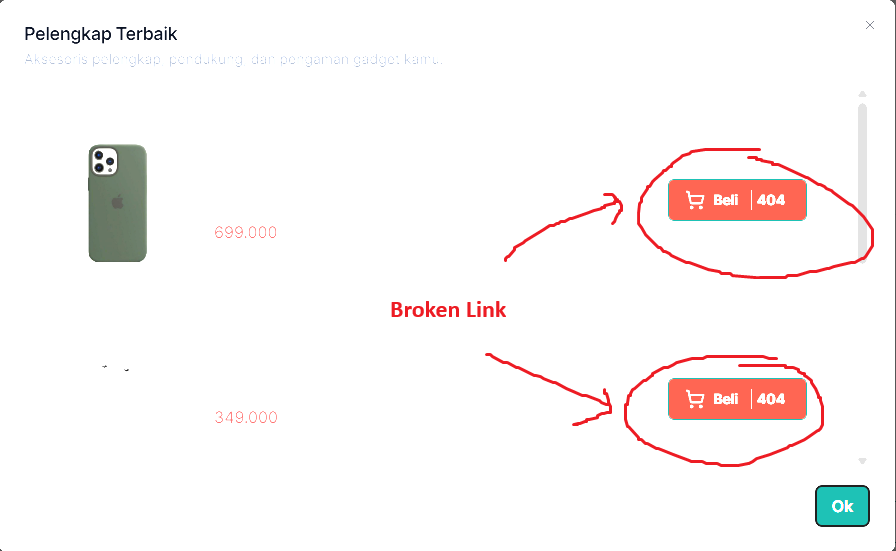 Pelengkap Terbaik
Aksesoris pelengkap, pendukung, dan pengaman gadget kamu.
Beli 404
699.000
Broken Link
Beli 404
349.000
Ok